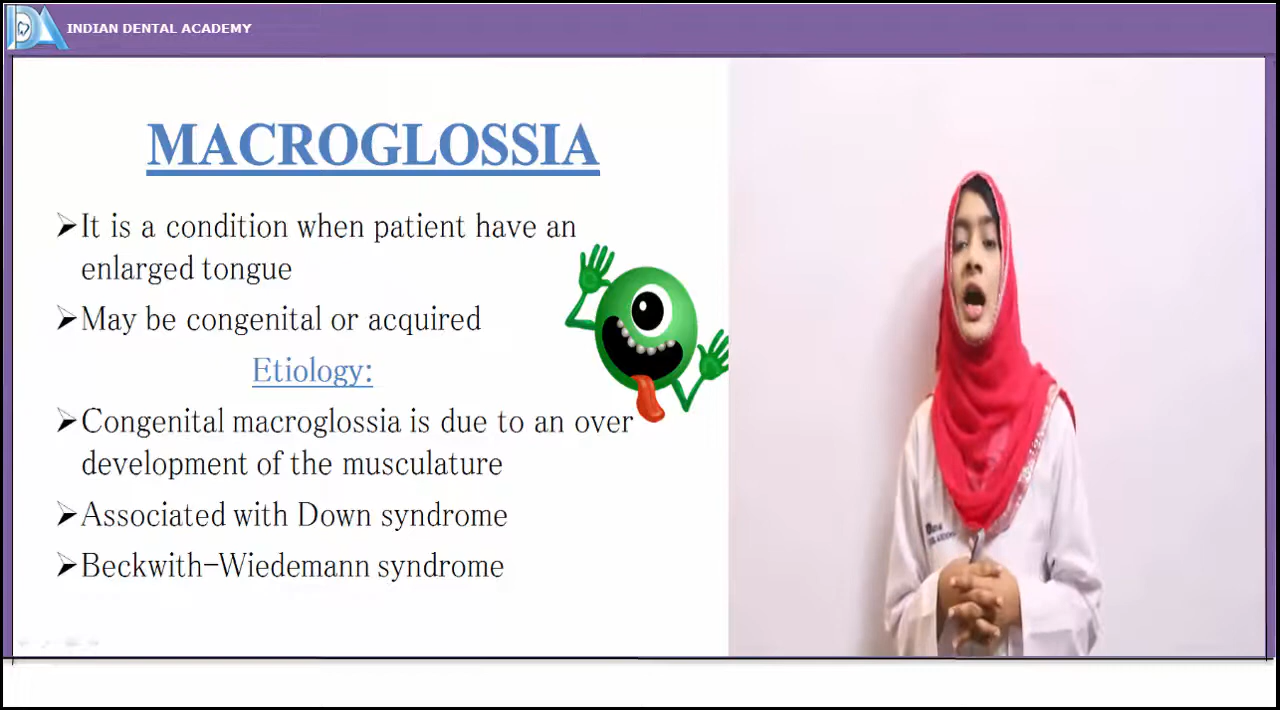 INDIAN DENTAL ACADEMY
MACROGLOSSIA
➢It is a condition when patient have an
enlarged tongue
➢May be congenital or acquired
Etiology:
➢Congenital macroglossia is due to an over
development of the musculature
➢Associated with Down syndrome
➢Beckwith-Wiedemann syndrome